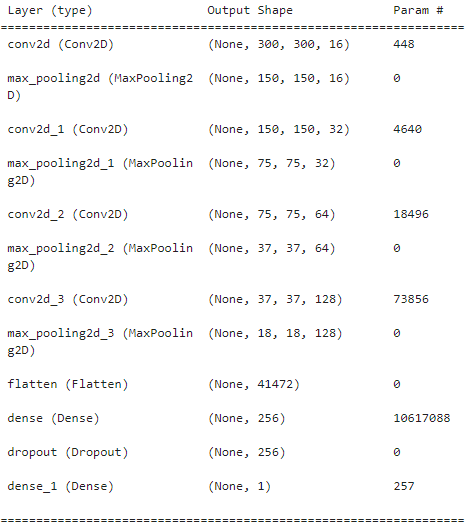 Layer (type) Output Shape Param #
=================================================================
conv2d (Conv2D) (None, 300, 300, 16) 448
max_pooling2d (MaxPooling2 (None, 150, 150, 16) 0
D)
conv2d_1 (Conv2D) (None, 150, 150, 32) 4640
max_pooling2d_1 (MaxPoolin (None, 75, 75, 32) 0
g2D)
conv2d_2 (Conv2D) (None, 75, 75, 64) 18496
max_pooling2d_2 (MaxPoolin (None, 37, 37, 64) 0
g2D)
conv2d_3 (Conv2D) (None, 37, 37, 128) 73856
max_pooling2d_3 (MaxPoolin (None, 18, 18, 128) 0
g2D)
flatten (Flatten) (None, 41472) 0
dense (Dense) (None, 256) 10617088
dropout (Dropout) (None, 256) 0
dense_1 (Dense) (None, 1) 257
=================================================================